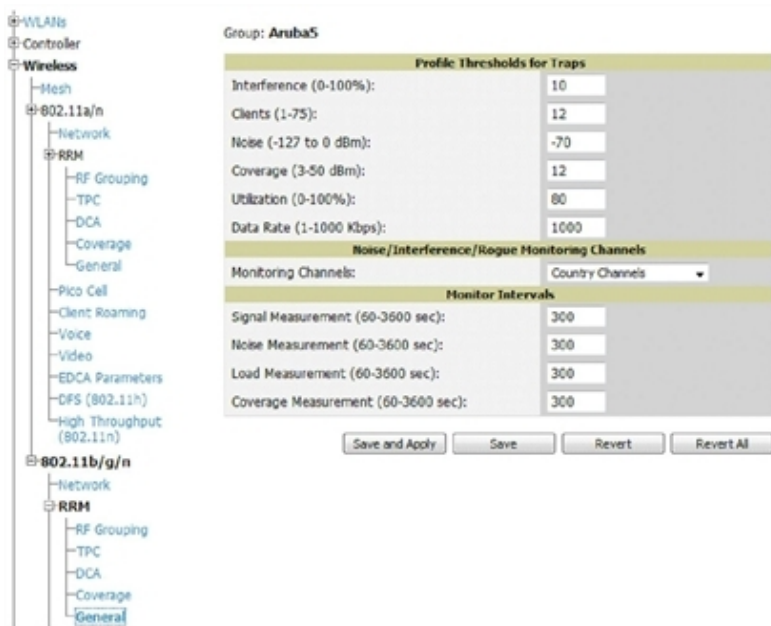 WLANs
Controller
Wireless
Mesh
802.11a/n
Network
RRM
RF Grouping
TPC
DCA
Coverage
General
Pico Cell
Client Roaming
Voice
Video
EDCA Parameters
DFS (802.11h)
High Throughput
(802.11n)
802.11b/g/n
Network
RRM
RF Grouping
TPC
DCA
Coverage
General
Group: Aruba5
Profile Thresholds for Traps
Interference (0-100%): 10
Clients (1-75): 12
Noise (-127 to 0 dBm): -70
Coverage (3-50 dBm): 12
Utilization (0-100%): 80
Data Rate (1-1000 Kbps): 1000
Noise/Interference/Rogue Monitoring Channels
Monitoring Channels: Country Channels
Monitor Intervals
Signal Measurement (60-3600 sec): 300
Noise Measurement (60-3600 sec): 300
Load Measurement (60-3600 sec): 300
Coverage Measurement (60-3600 sec): 300
Save and Apply Save Revert Revert All